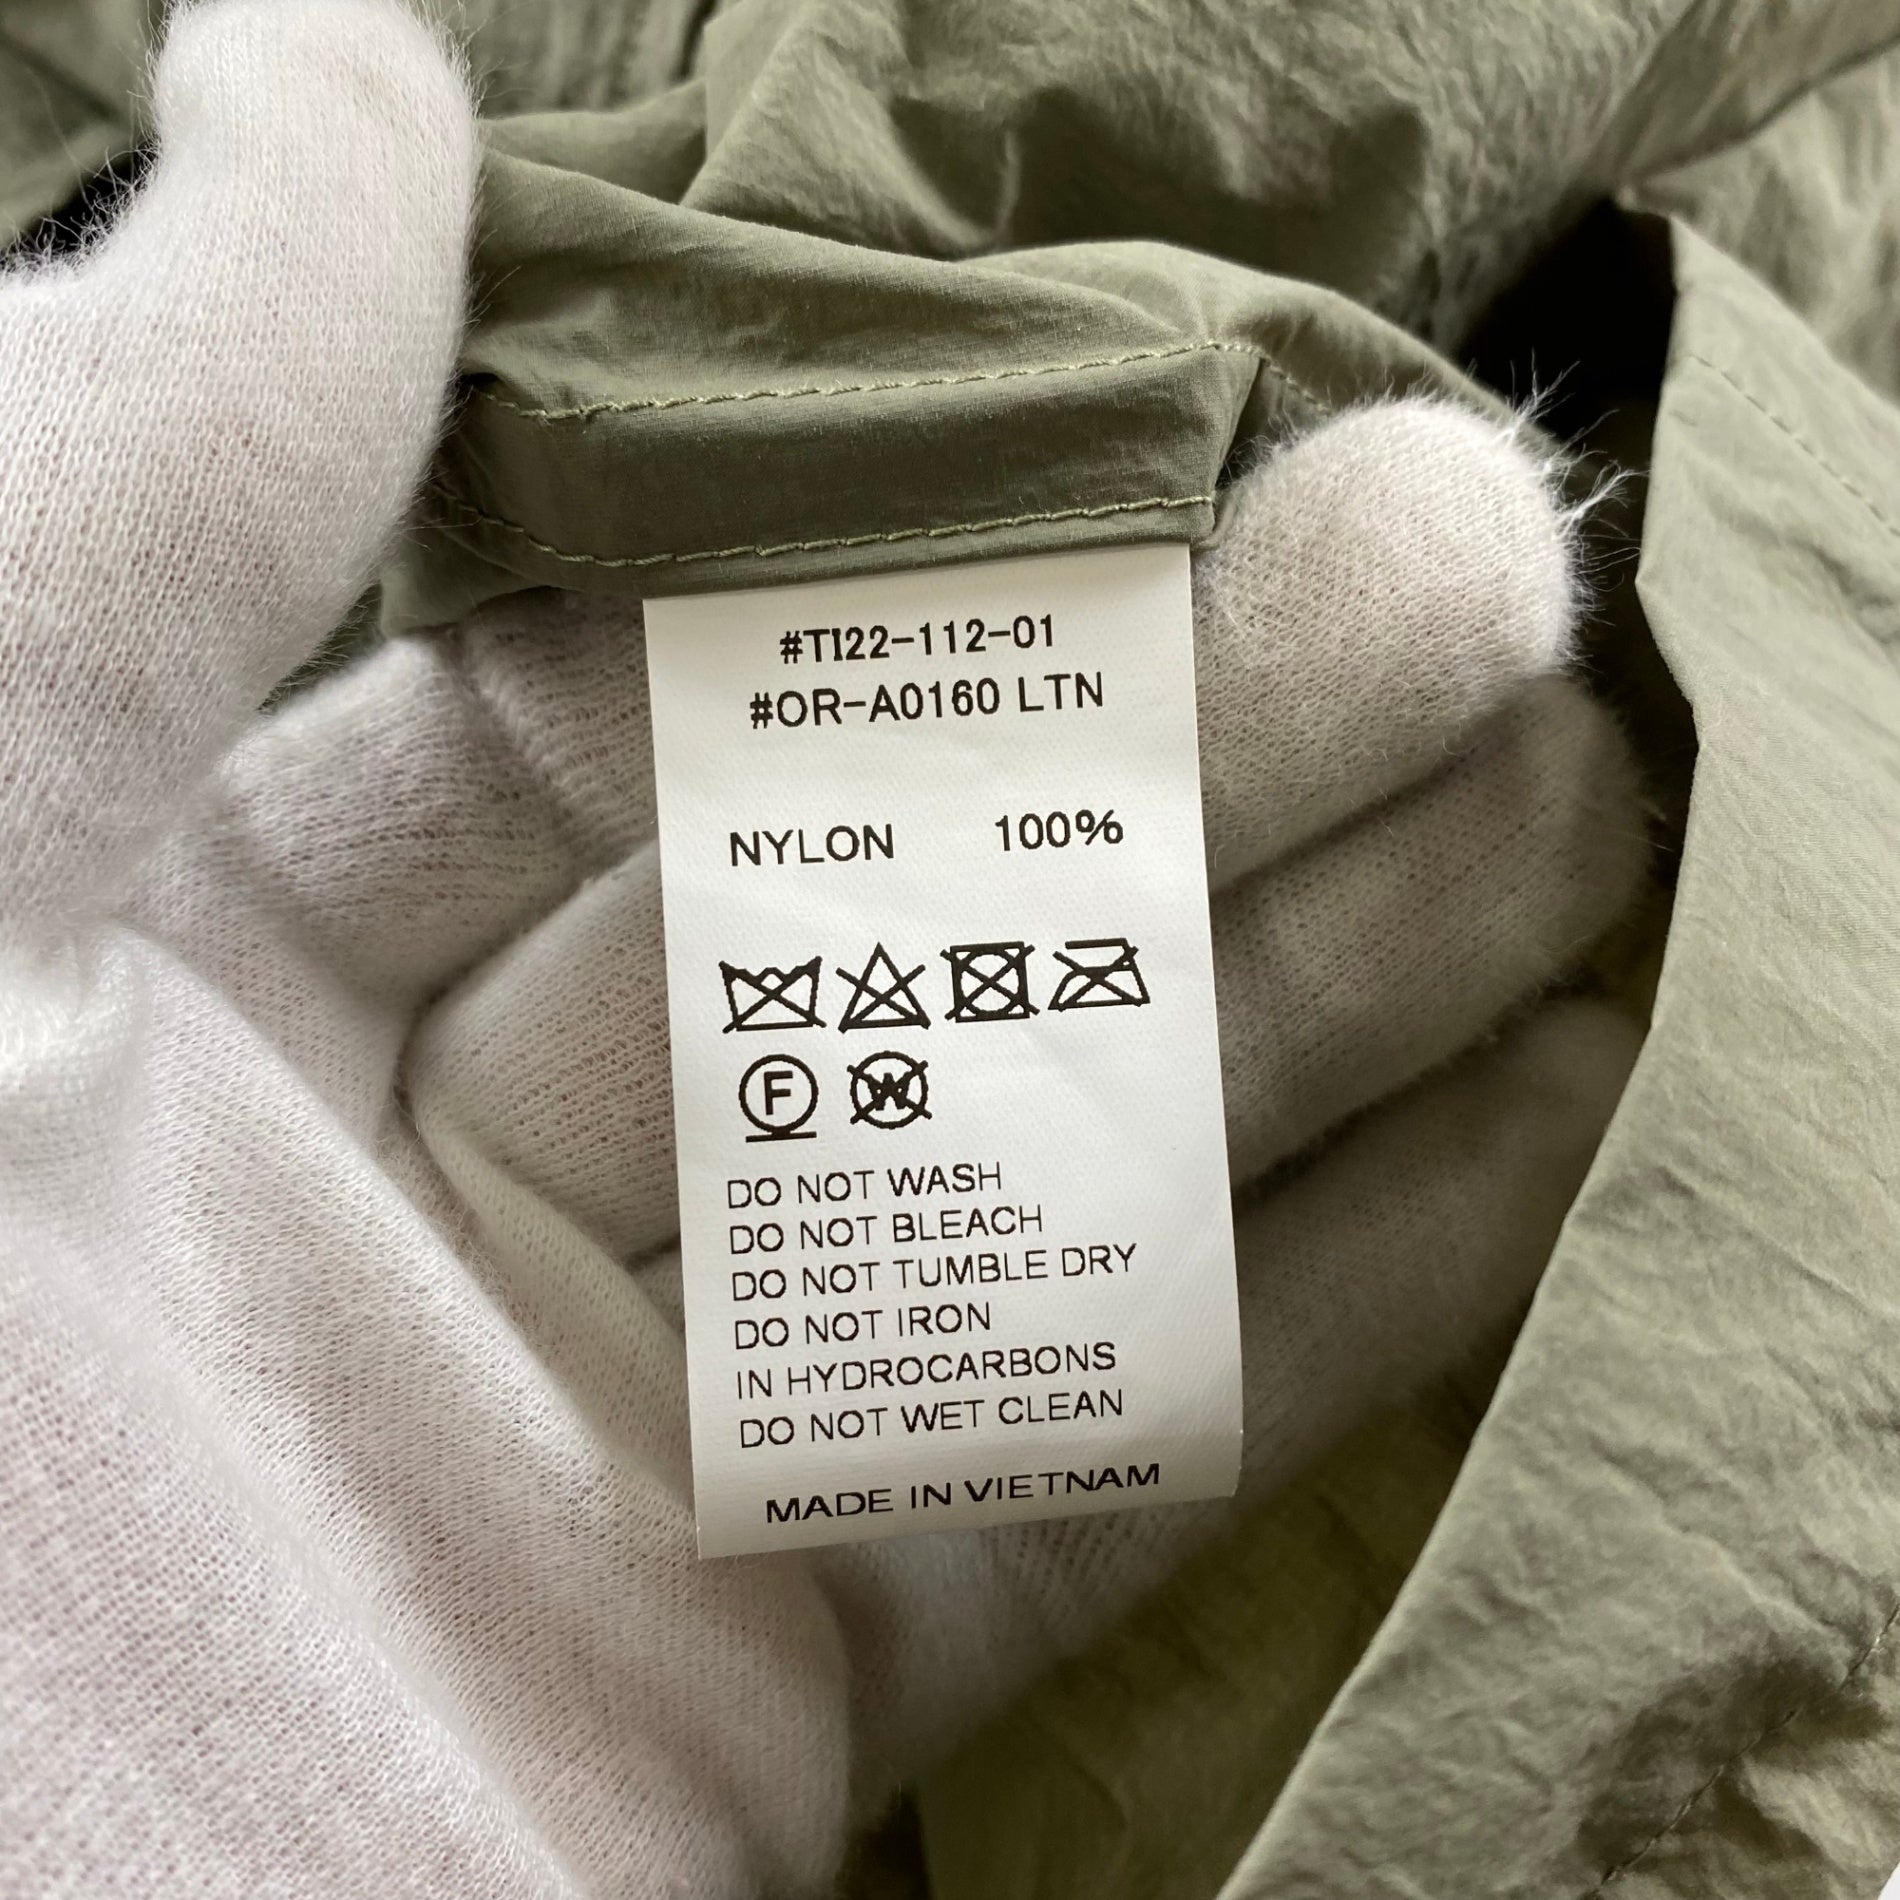 #TI22-112-01
#OR-A0160 LTN
NYLON 100%
F W
DO NOT WASH
DO NOT BLEACH
DO NOT TUMBLE DRY
DO NOT IRON
IN HYDROCARBONS
DO NOT WET CLEAN
MADE IN VIETNAM